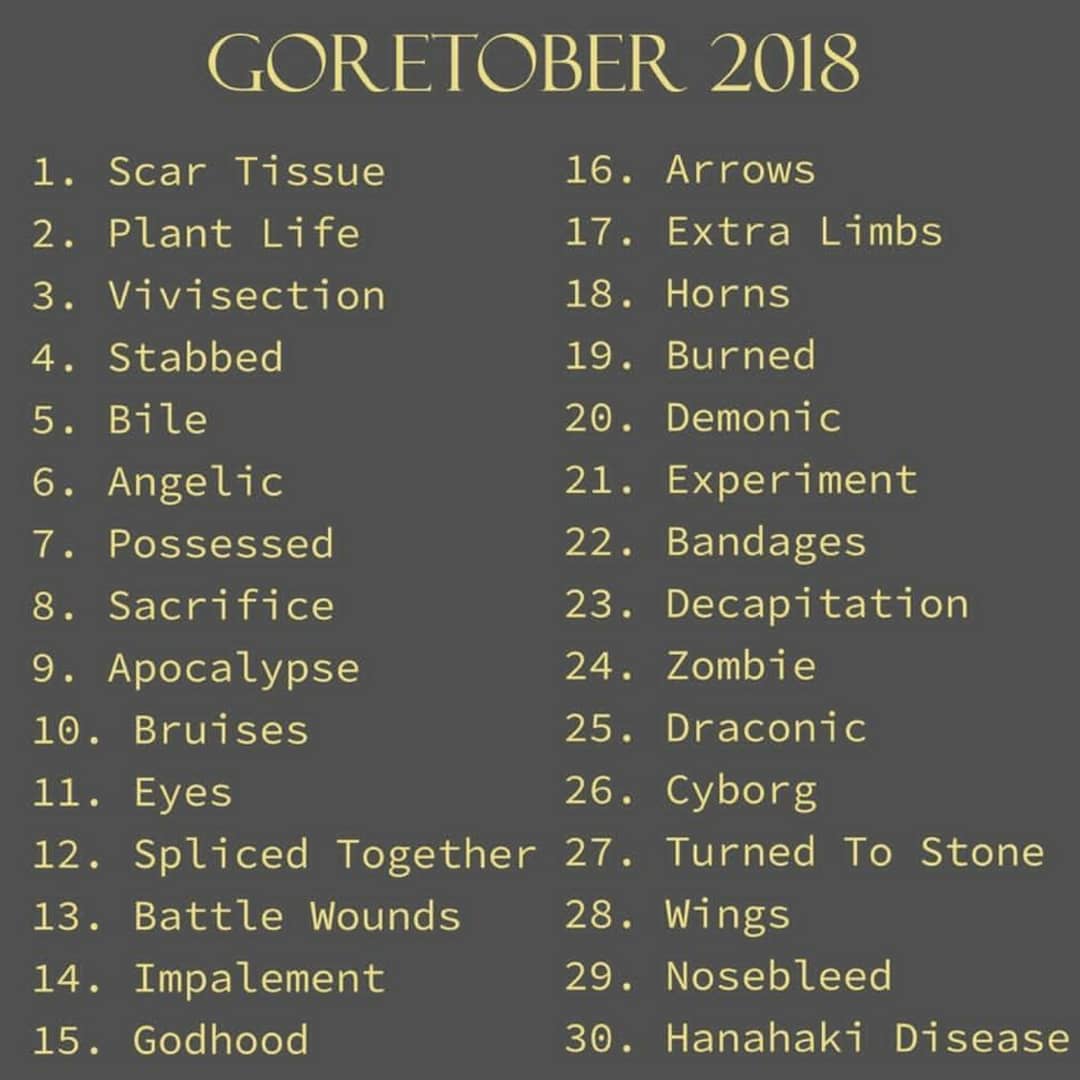 GORETOBER 2018
1. Scar Tissue
2. Plant Life
3. Vivisection
4. Stabbed
5. Bile
6. Angelic
7. Possessed
8. Sacrifice
9. Apocalypse
10. Bruises
11. Eyes
12. Spliced Together
13. Battle Wounds
14. Impalement
15. Godhood
16. Arrows
17. Extra Limbs
18. Horns
19. Burned
20. Demonic
21. Experiment
22. Bandages
23. Decapitation
24. Zombie
25. Draconic
26. Cyborg
27. Turned To Stone
28. Wings
29. Nosebleed
30. Hanahaki Disease